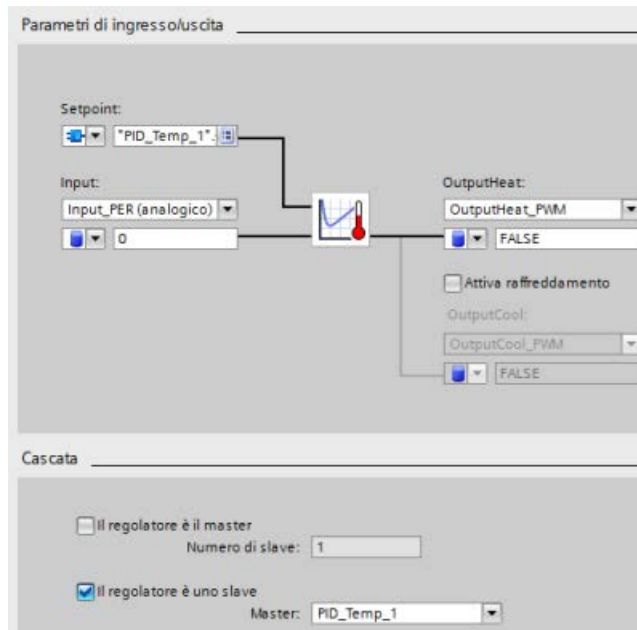 Parametri di ingresso/uscita
Setpoint:
"PID_Temp_1".
Input:
Input_PER (analogico)
0
OutputHeat:
OutputHeat_PWM
FALSE
Attiva raffreddamento
OutputCool:
OutputCool_PWM
FALSE
Cascata
Il regolatore è il master
Numero di slave: 1
Il regolatore è uno slave
Master: PID_Temp_1